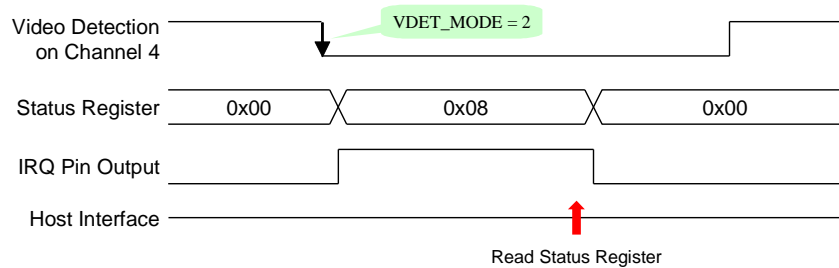 Video Detection
on Channel 4
VDET_MODE = 2
Status Register
0x00
0x08
0x00
IRQ Pin Output
Host Interface
Read Status Register